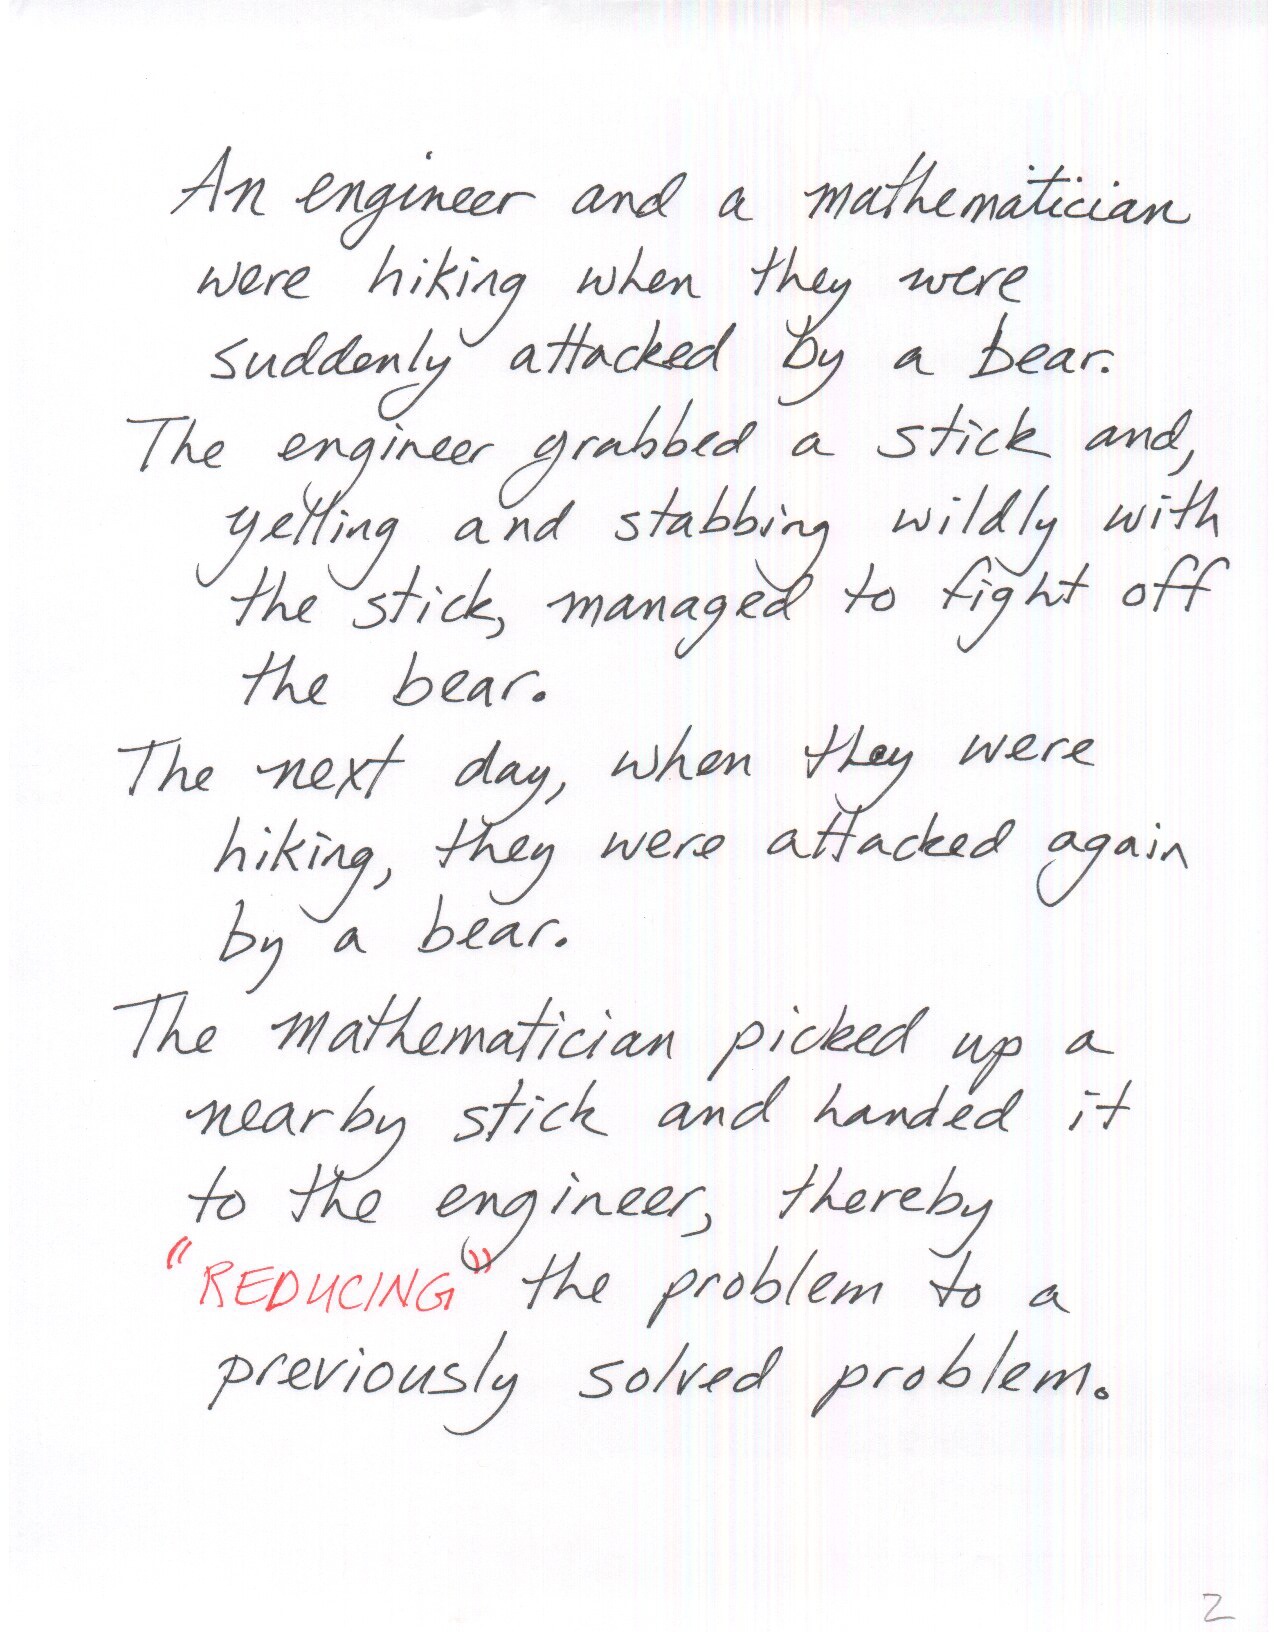 An engineer and a mathematician
were hiking when they were
suddenly attacked by a bear.
The engineer grabbed a stick and,
yelling and stabbing wildly with
the stick, managed to fight off
the bear.
The next day, when they were
hiking, they were attacked again
by a bear.
The mathematician picked up a
nearby stick and handed it
to the engineer, thereby
"REDUCING" the problem to a
previously solved problem.
2